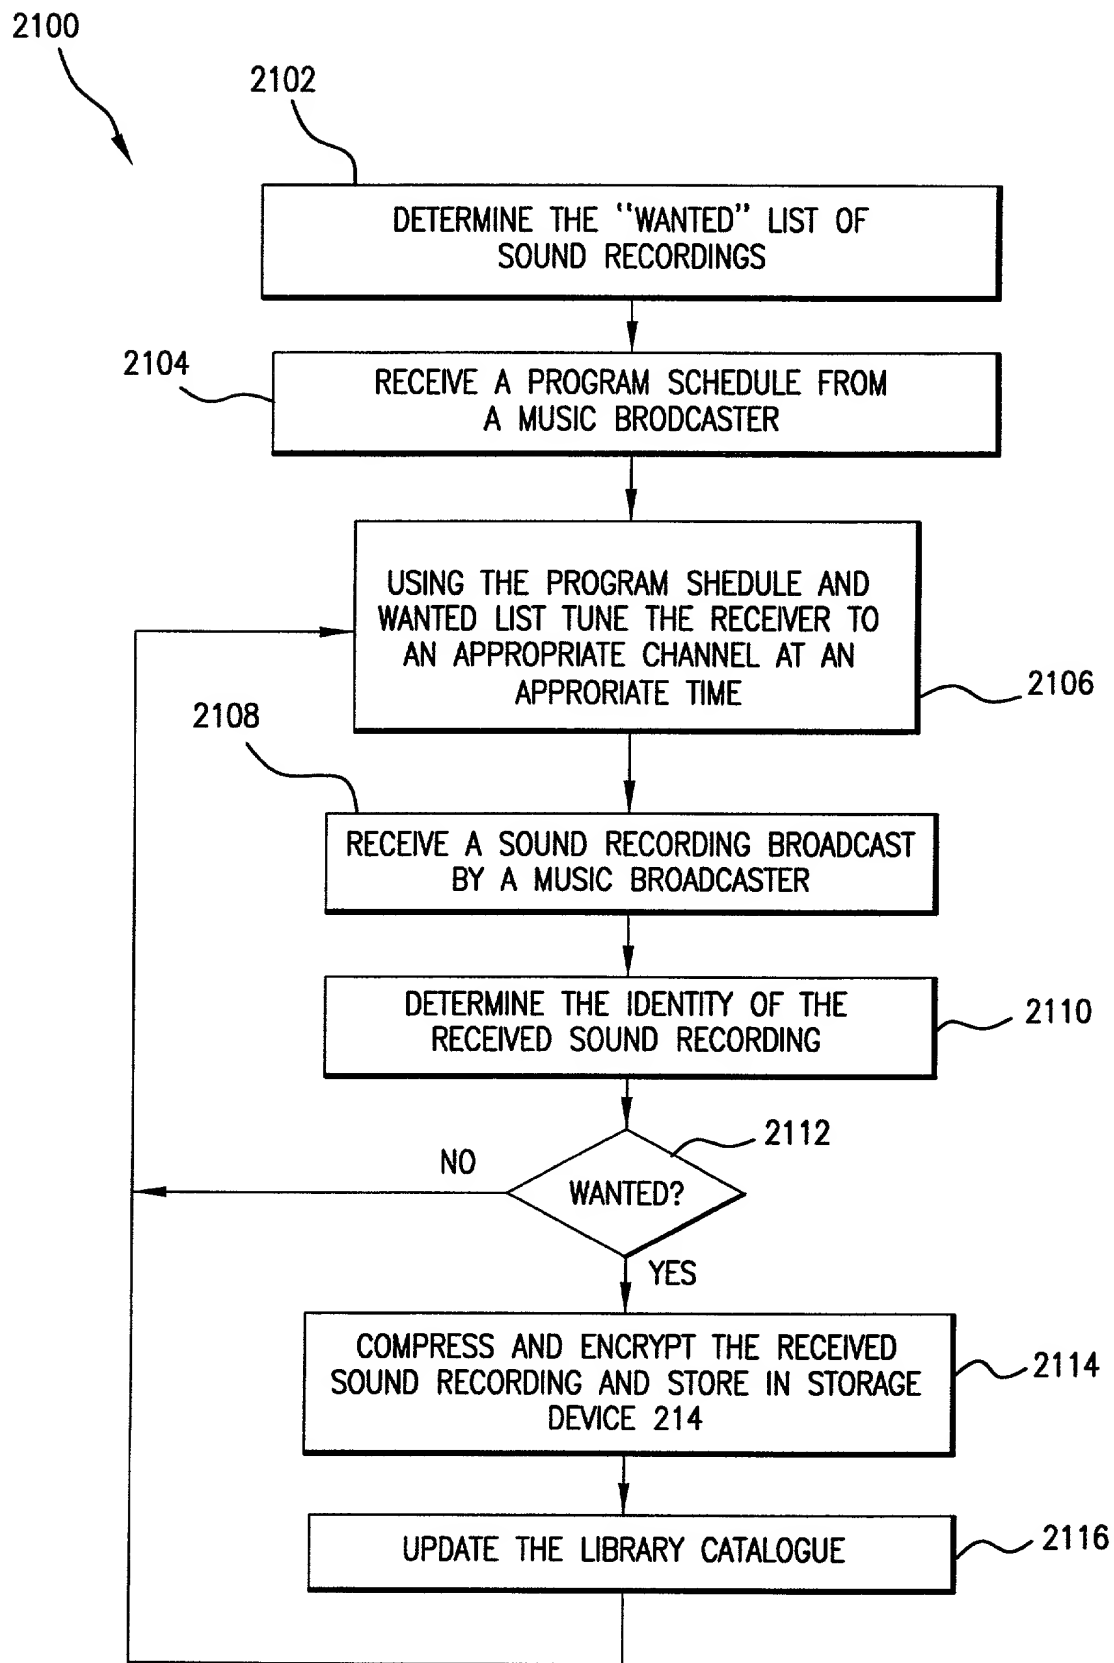 2100
2102
DETERMINE THE "WANTED" LIST OF
SOUND RECORDINGS
2104
RECEIVE A PROGRAM SCHEDULE FROM
A MUSIC BRODCASTER
USING THE PROGRAM SHEDULE AND
WANTED LIST TUNE THE RECEIVER TO
AN APPROPRIATE CHANNEL AT AN
APPRORIATE TIME
2106
2108
RECEIVE A SOUND RECORDING BROADCAST
BY A MUSIC BROADCASTER
DETERMINE THE IDENTITY OF THE
RECEIVED SOUND RECORDING
2110
2112
NO
WANTED?
YES
COMPRESS AND ENCRYPT THE RECEIVED
SOUND RECORDING AND STORE IN STORAGE
DEVICE 214
2114
UPDATE THE LIBRARY CATALOGUE
2116